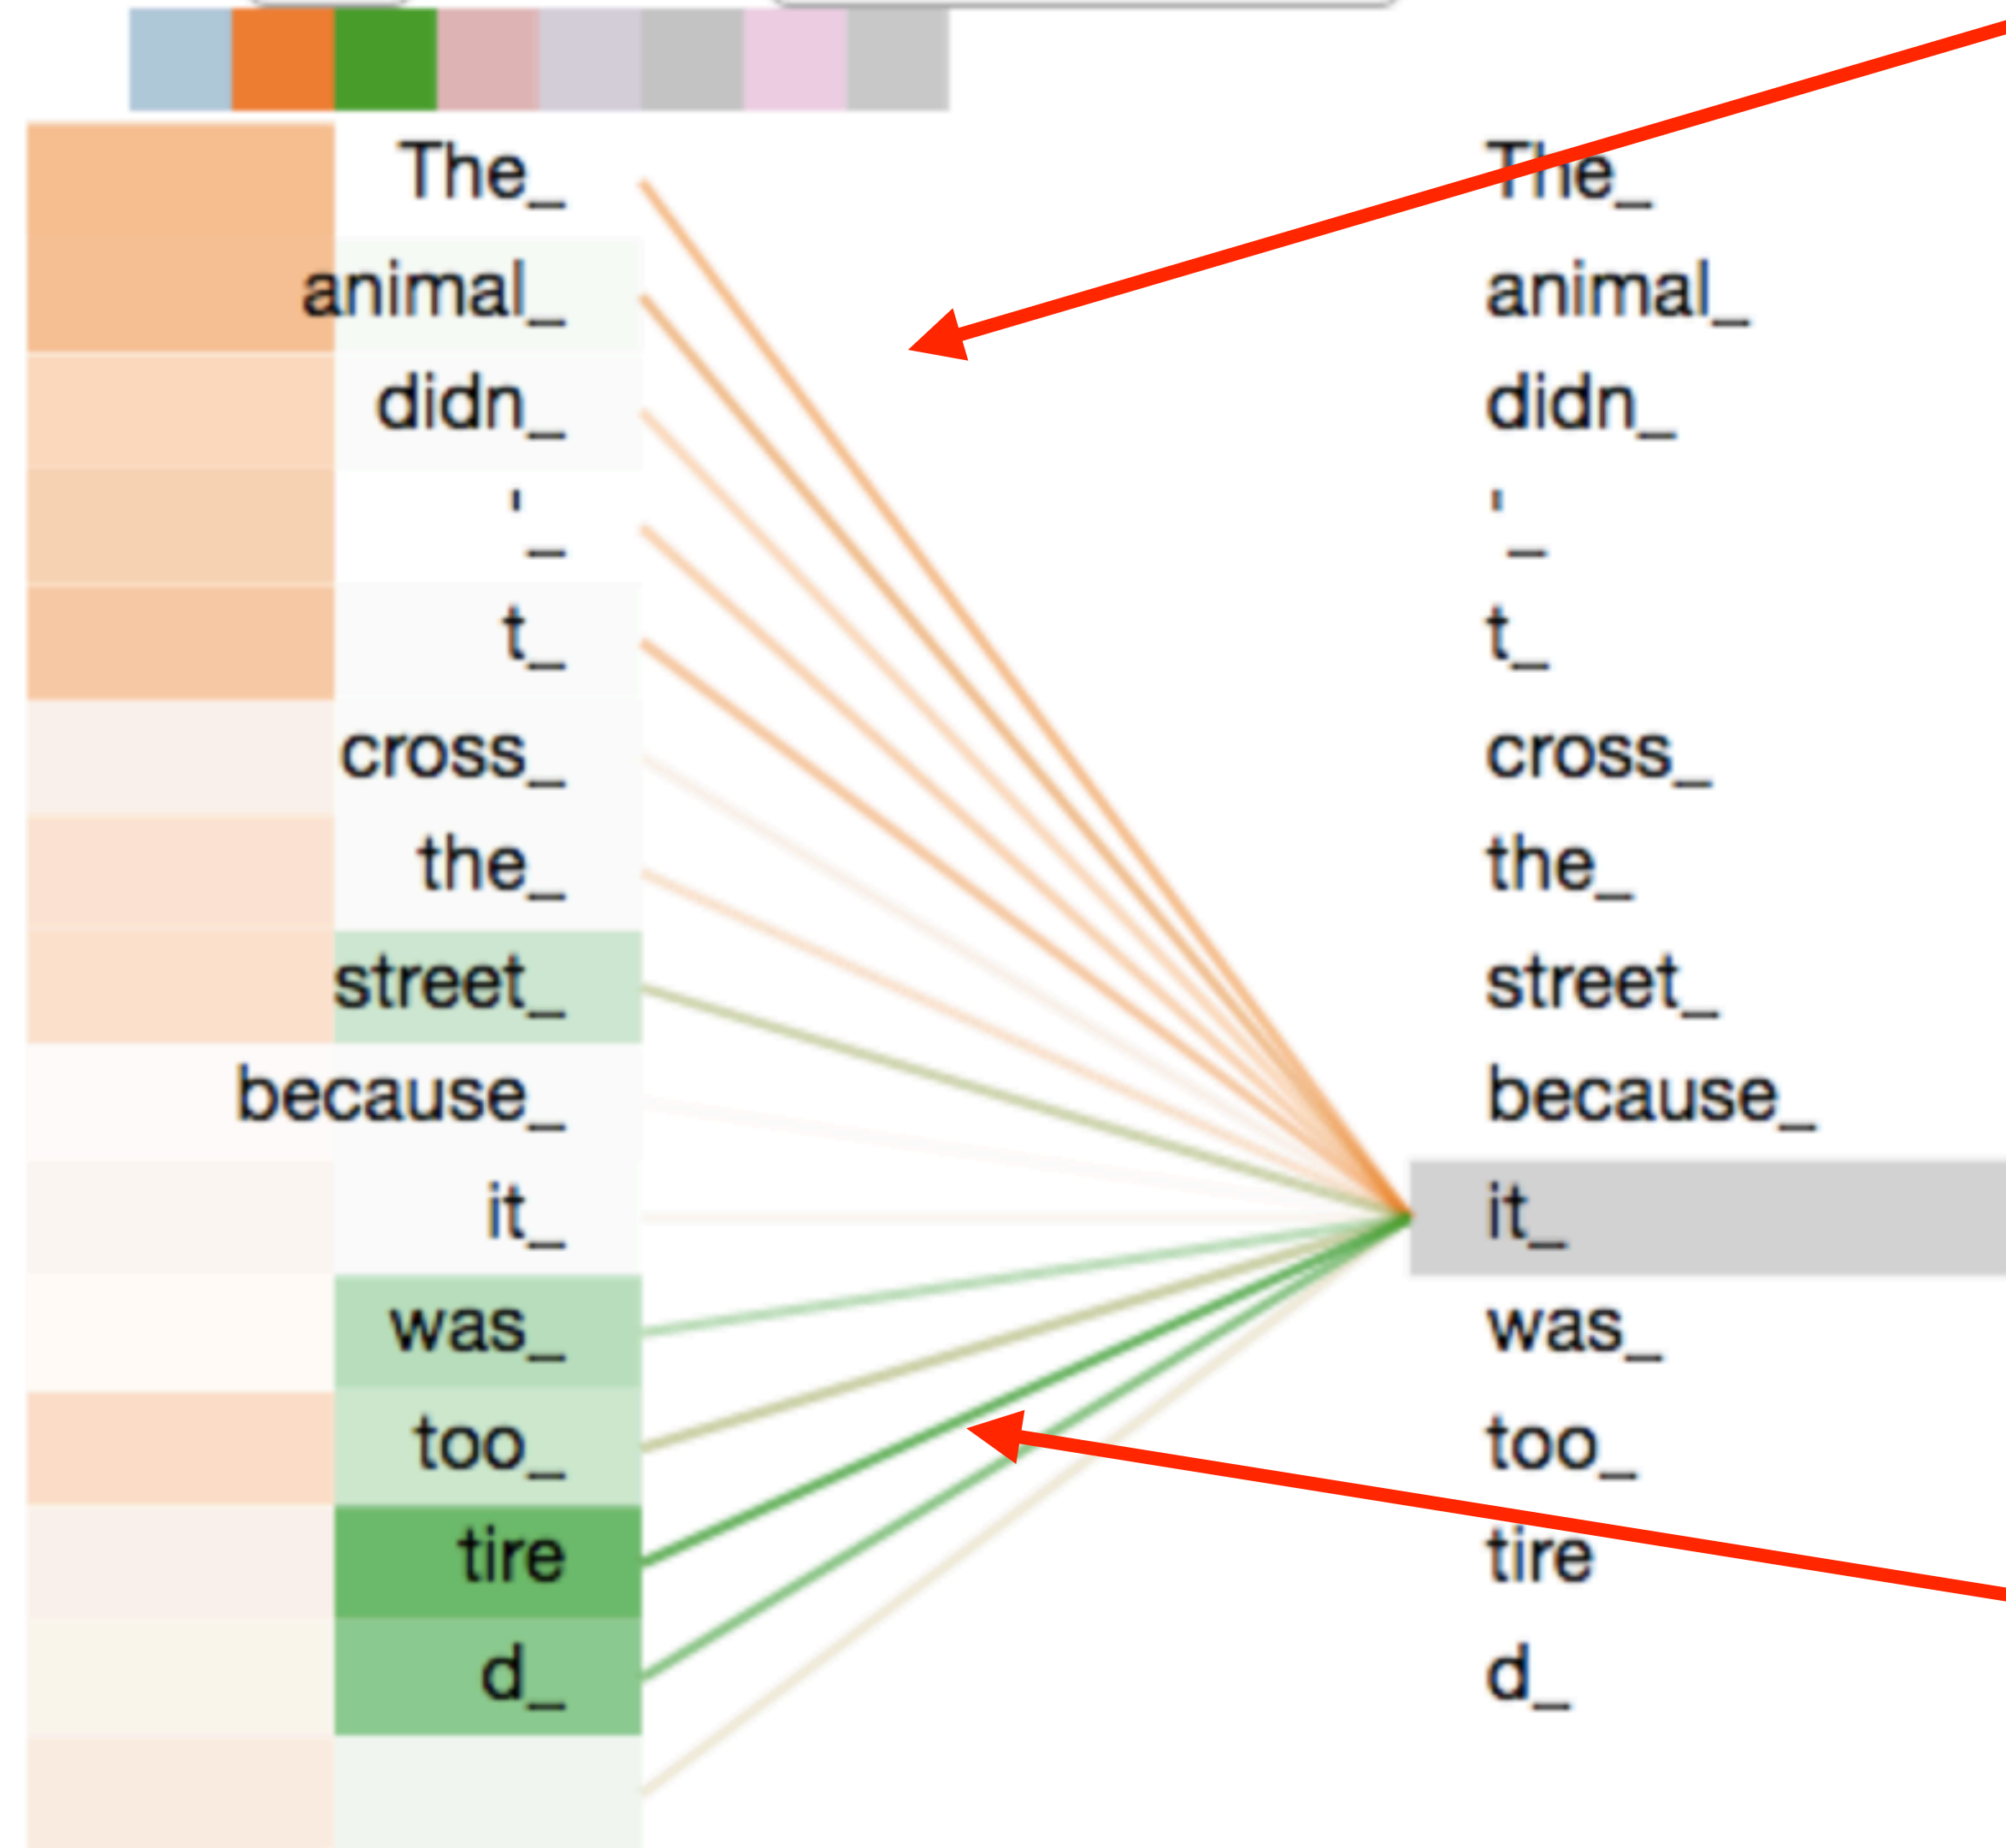 The_ The_
animal_ animal_
didn_ didn_
'_ '_
t_ t_
cross_ cross_
the_ the_
street_ street_
because_ because_
it_ it_
was_ was_
too_ too_
tire tire
d_ d_